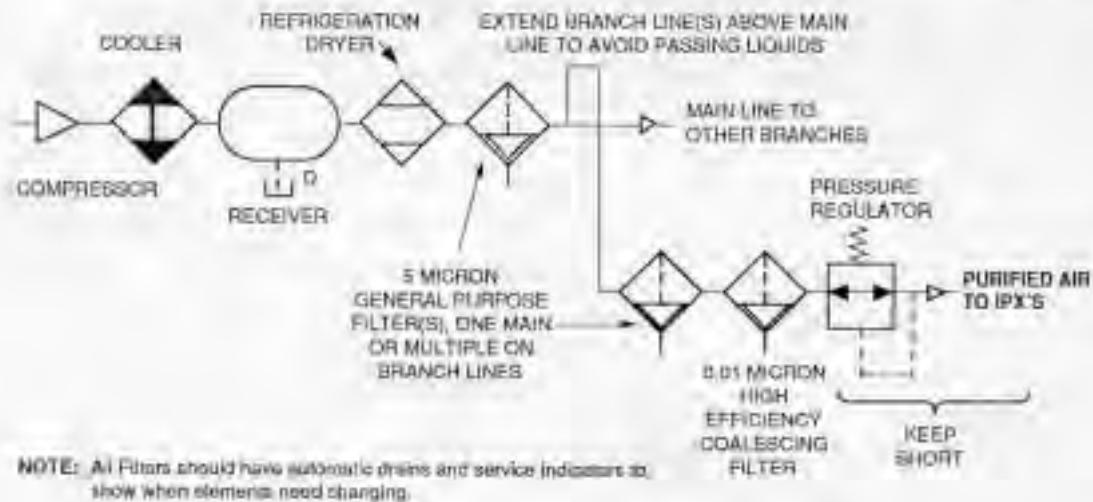 REFRIGERATION
DRYER
EXTEND BRANCH LINE(S) ABOVE MAIN
LINE TO AVOID PASSING LIQUIDS
COOLER
MAIN LINE TO
OTHER BRANCHES
COMPRESSOR
D
RECEIVER
PRESSURE
REGULATOR
5 MICRON
GENERAL PURPOSE
FILTER(S), ONE MAIN
OR MULTIPLE ON
BRANCH LINES
PURIFIED AIR
TO IPX'S
0.01 MICRON
HIGH
EFFICIENCY
COALESCING
FILTER
KEEP
SHORT
NOTE: All Filters should have automatic drains and service indicators to
show when elements need changing.